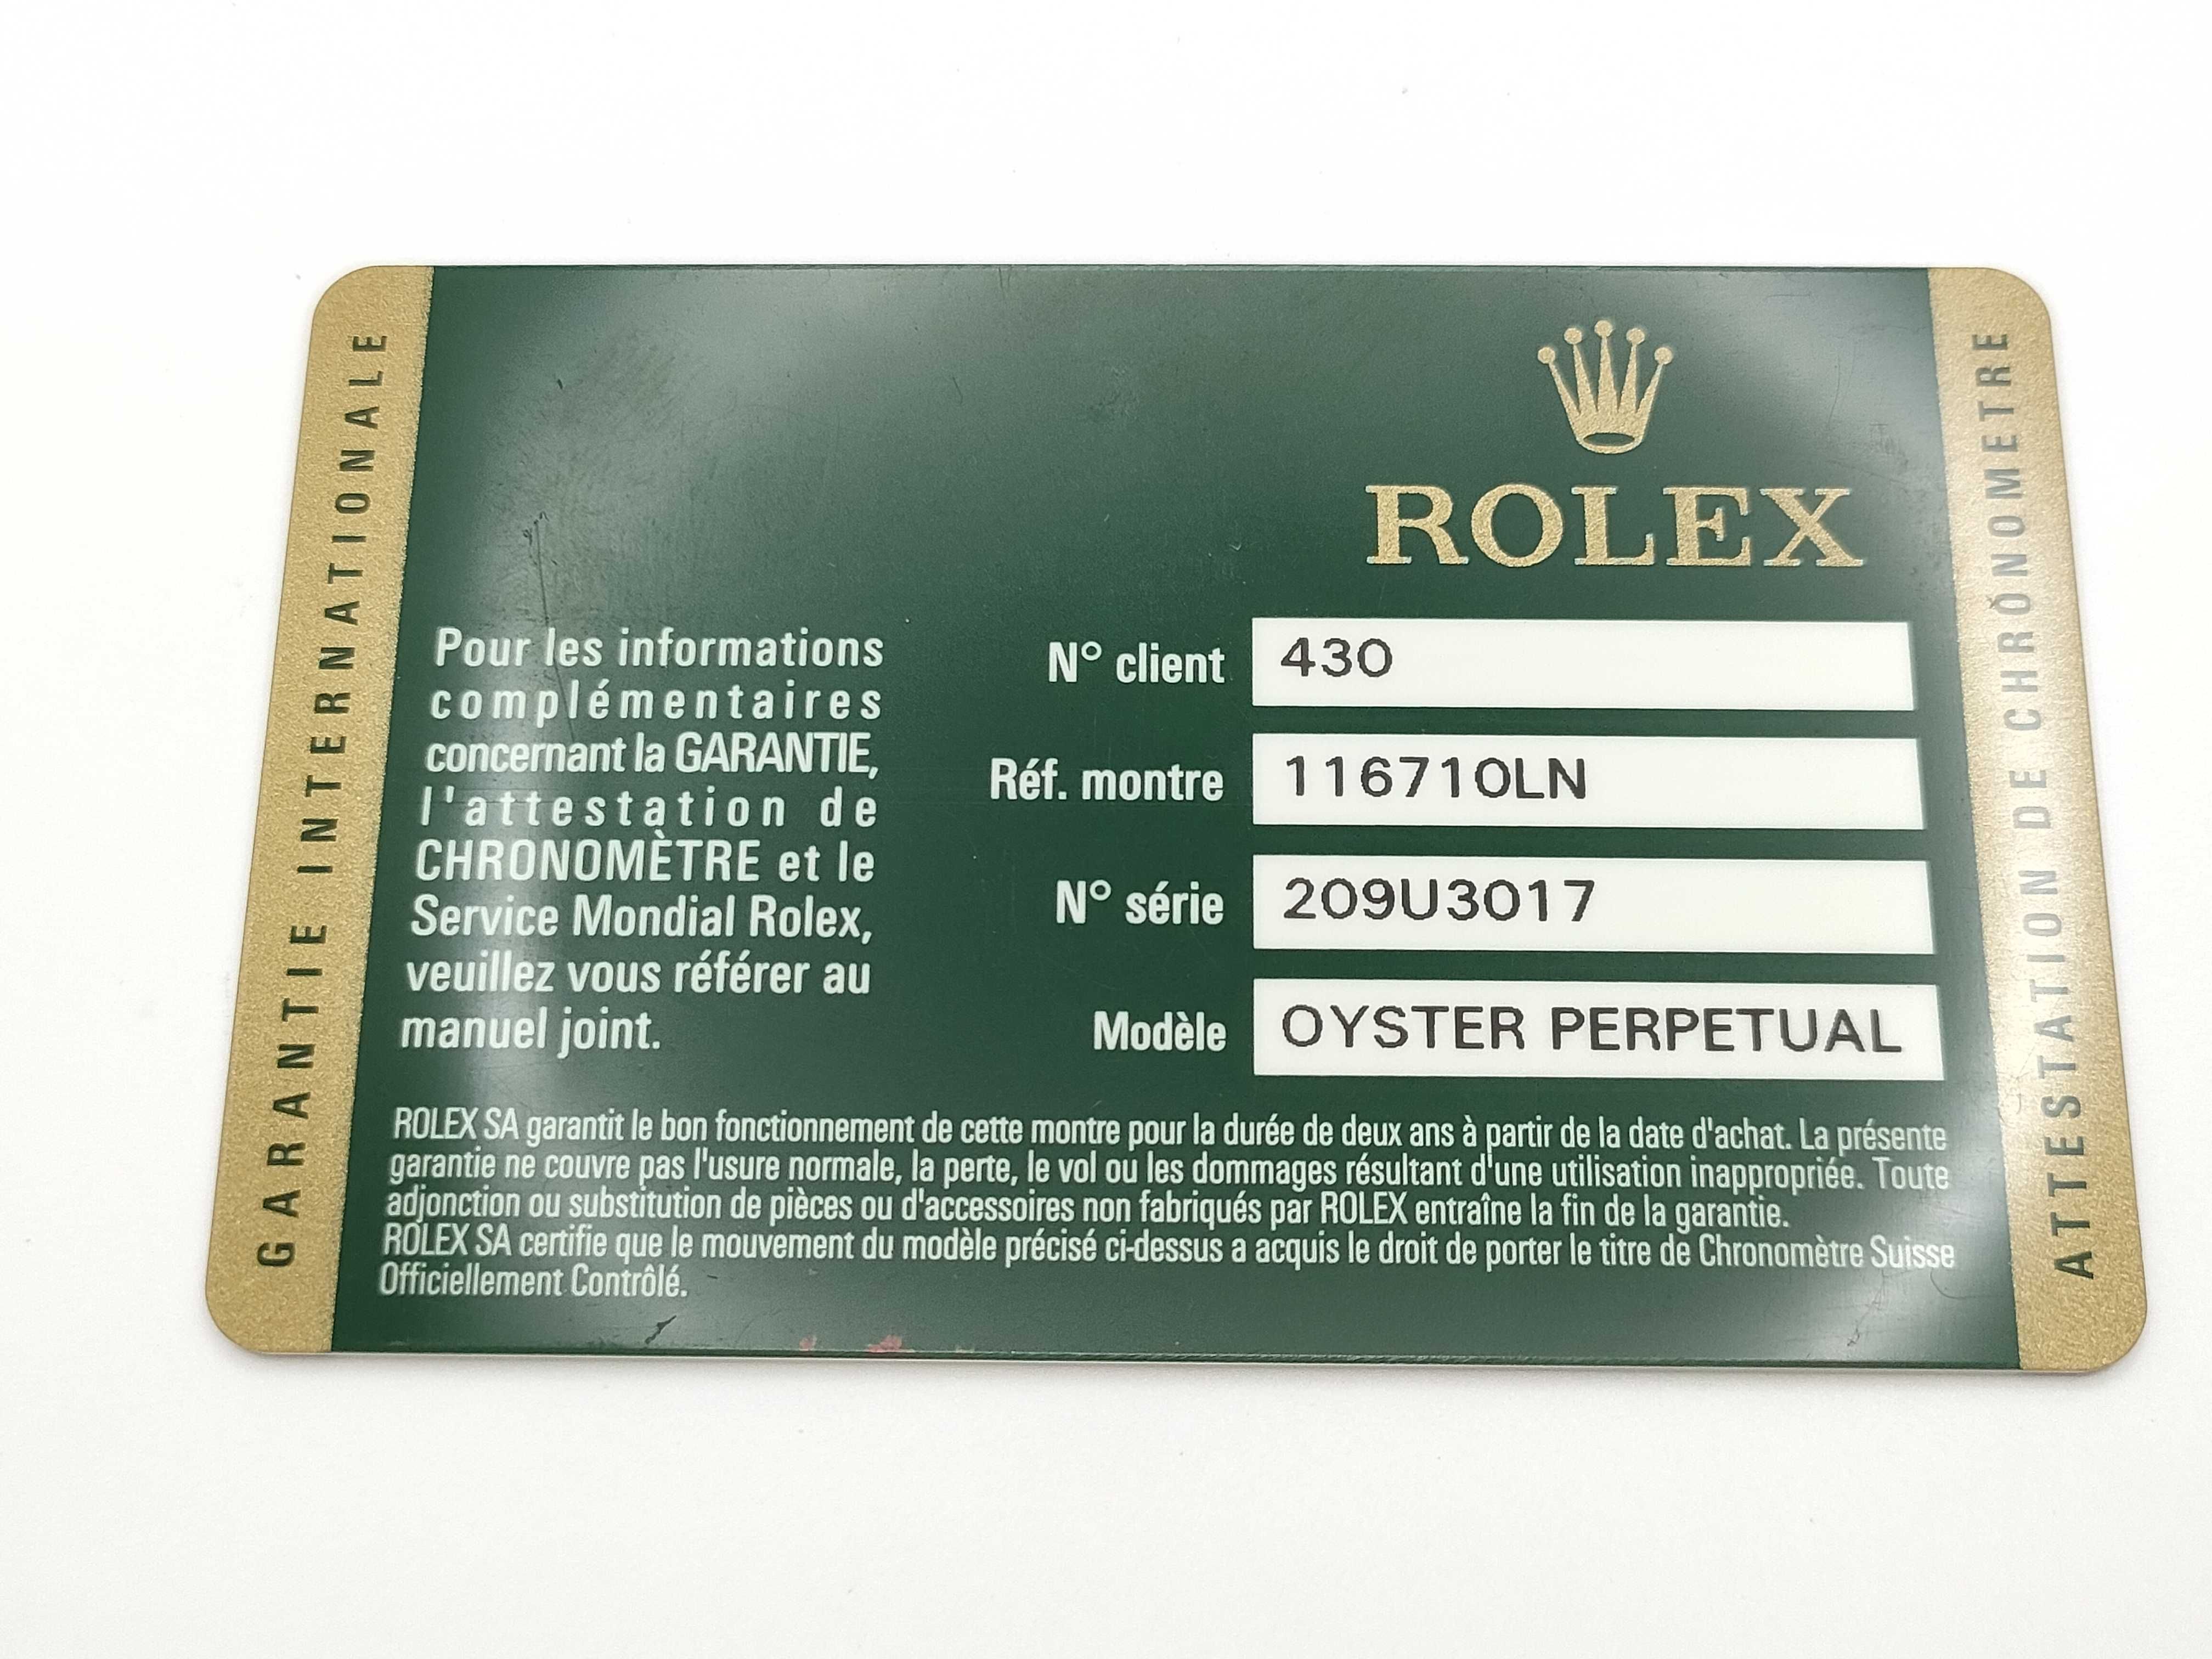 GARANTIE INTERNATIONALE
ROLEX
Pour les informations
complémentaires
concernant la GARANTIE,
l'attestation de
CHRONOMÈTRE et le
Service Mondial Rolex,
veuillez vous référer au
manuel joint.
N° client 430
Réf. montre 116710LN
N° série 209U3017
Modèle OYSTER PERPETUAL
ROLEX SA garantit le bon fonctionnement de cette montre pour la durée de deux ans à partir de la date d'achat. La présente
garantie ne couvre pas l'usure normale, la perte, le vol ou les dommages résultant d'une utilisation inappropriée. Toute
adjonction ou substitution de pièces ou d'accessoires non fabriqués par ROLEX entraîne la fin de la garantie.
ROLEX SA certifie que le mouvement du modèle précisé ci-dessus a acquis le droit de porter le titre de Chronomètre Suisse
Officiellement Contrôlé.
ATTESTATION DE CHRONOMETRE